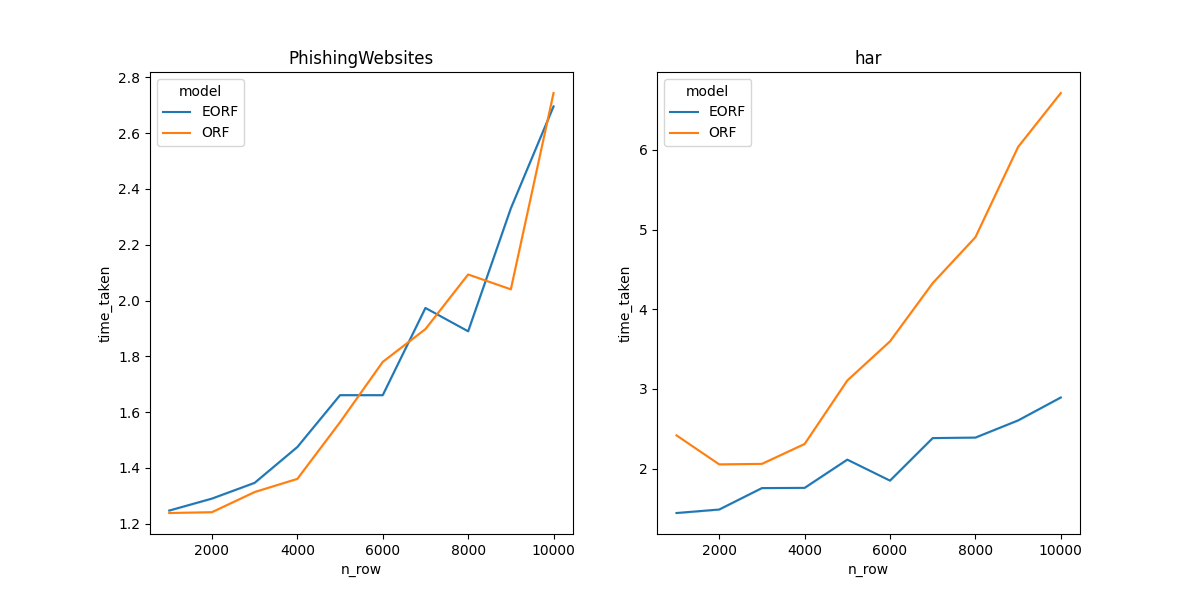 PhishingWebsites
model
EORF
ORF
2.8
2.6
2.4
2.2
2.0
1.8
1.6
1.4
1.2
time_taken
2000 4000 6000 8000 10000
n_row
har
model
EORF
ORF
6
5
4
3
2
time_taken
2000 4000 6000 8000 10000
n_row